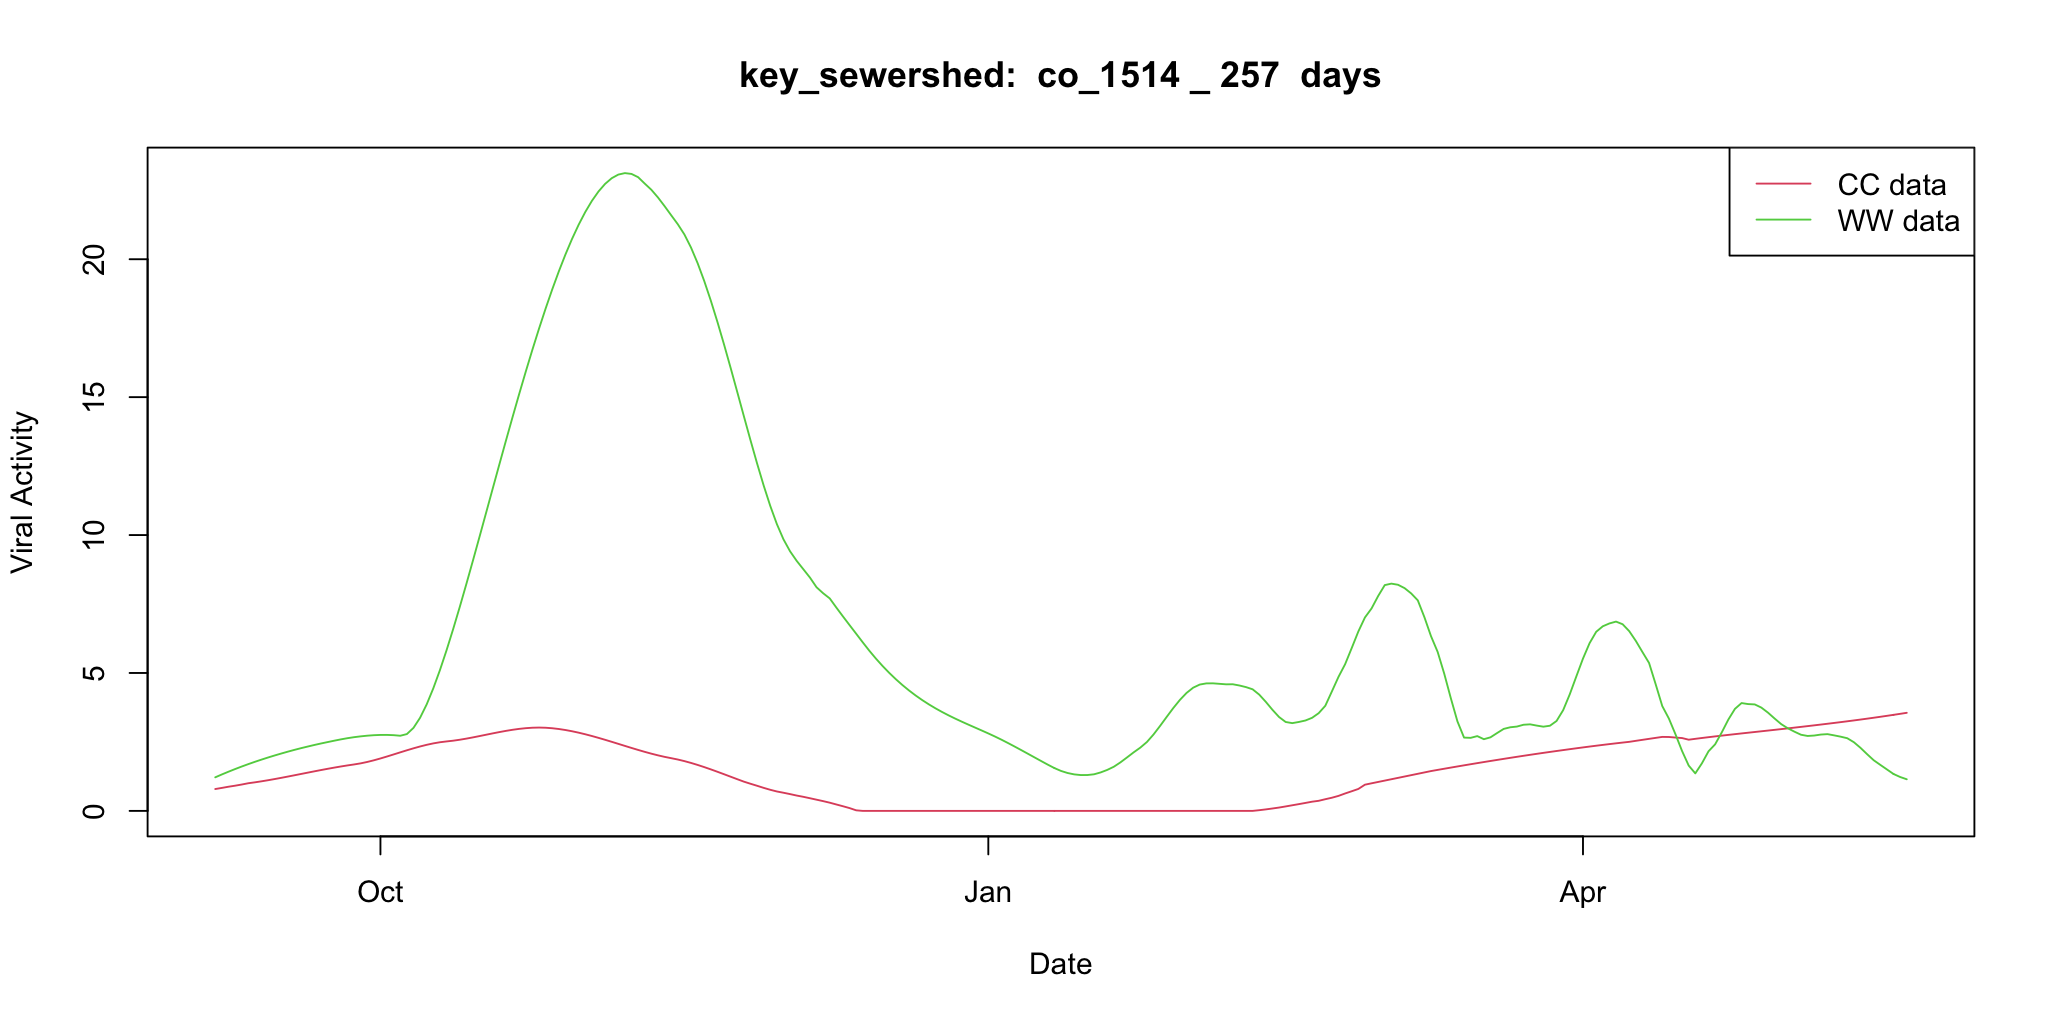 key_sewershed:  co_1514 _ 257  days
CC data
WW data
Viral Activity
20
15
10
5
0
Oct
Jan
Apr
Date